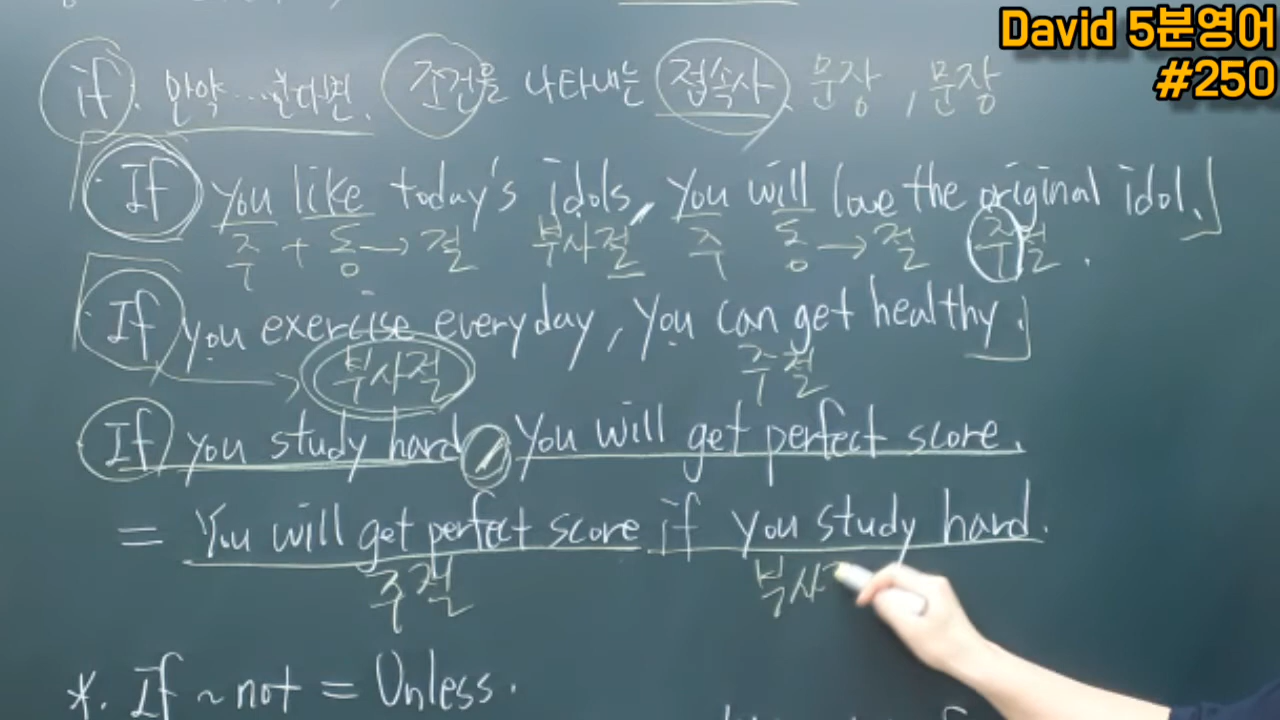 David 5분영어
#250
if. 만약...한다면. 조건을 나타내는 접속사. 문장, 문장
If you like today's idols, you will love the original idol.
주 + 동 → 절 부사절 주 동 → 절 주절.
If you exercise everyday, you can get healthy.
부사절 주절
If you study hard, you will get perfect score.
= You will get perfect score if you study hard.
주절 부사
*. If ~ not = Unless.